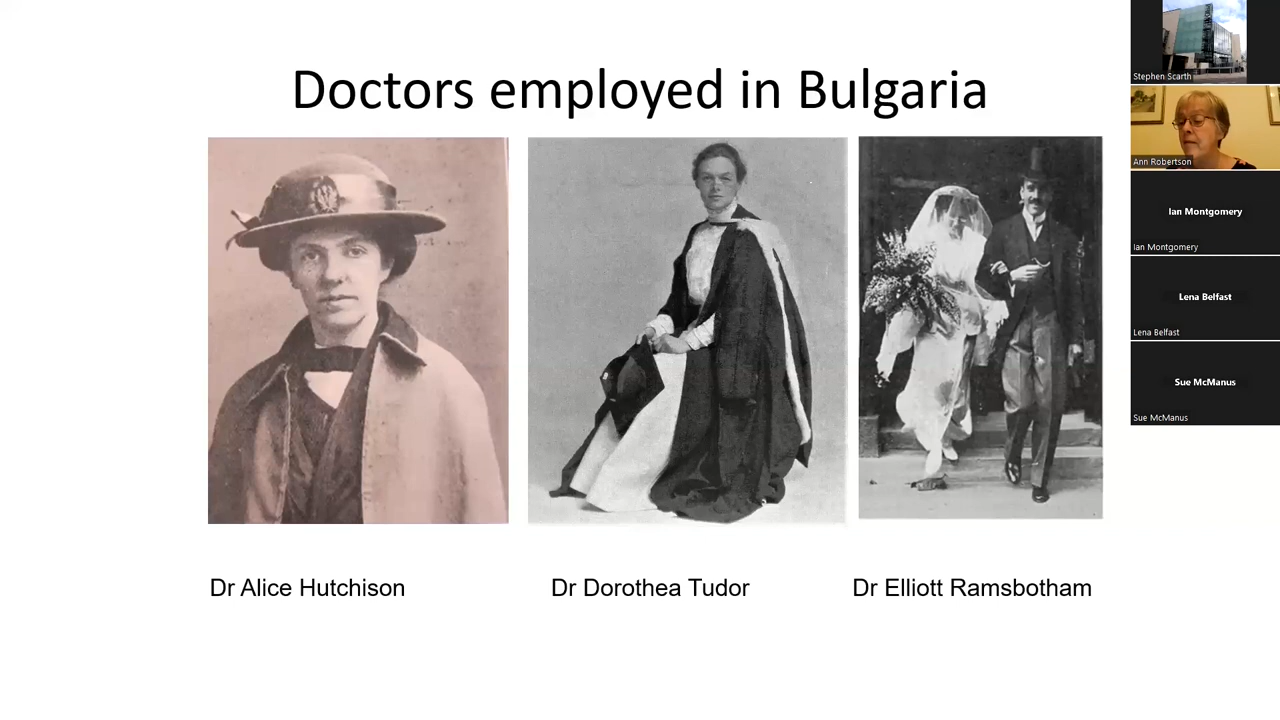 Doctors employed in Bulgaria
Dr Alice Hutchison
Dr Dorothea Tudor
Dr Elliott Ramsbotham
Stephen Scarth
Ann Robertson
Ian Montgomery
Ian Montgomery
Lena Belfast
Lena Belfast
Sue McManus
Sue McManus